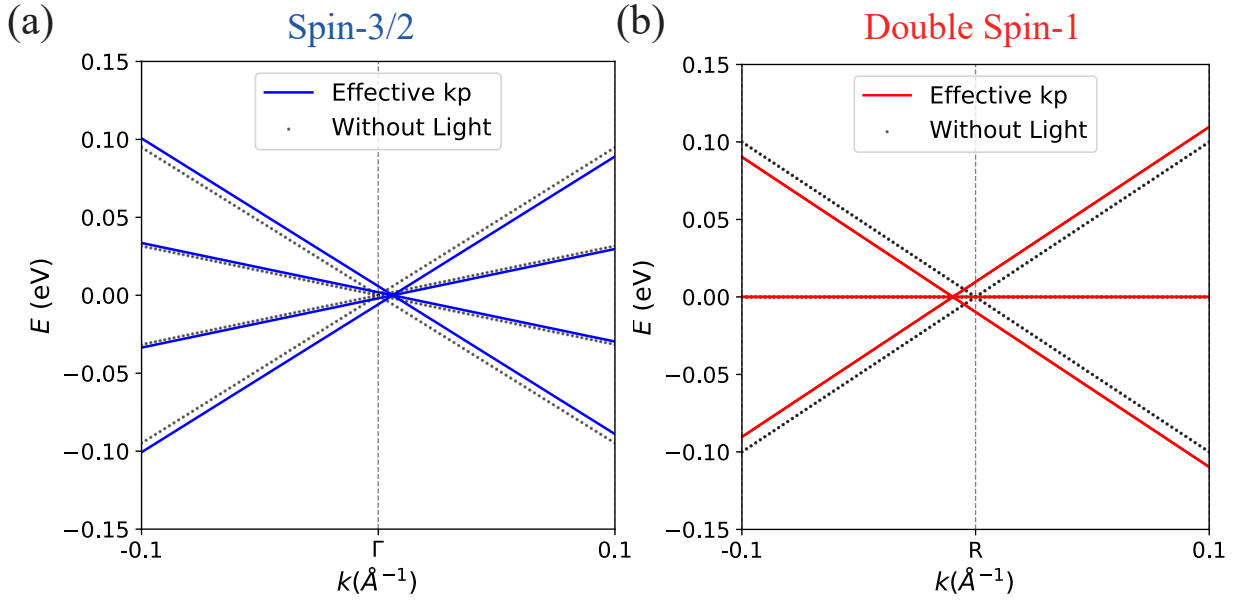 (a) Spin-3/2
Effective kp
Without Light
0.15
0.10
0.05
0.00
−0.05
−0.10
−0.15
E (eV)
-0.1 Γ 0.1
k(Å⁻¹)
(b) Double Spin-1
Effective kp
Without Light
0.15
0.10
0.05
0.00
−0.05
−0.10
−0.15
E (eV)
-0.1 R 0.1
k(Å⁻¹)